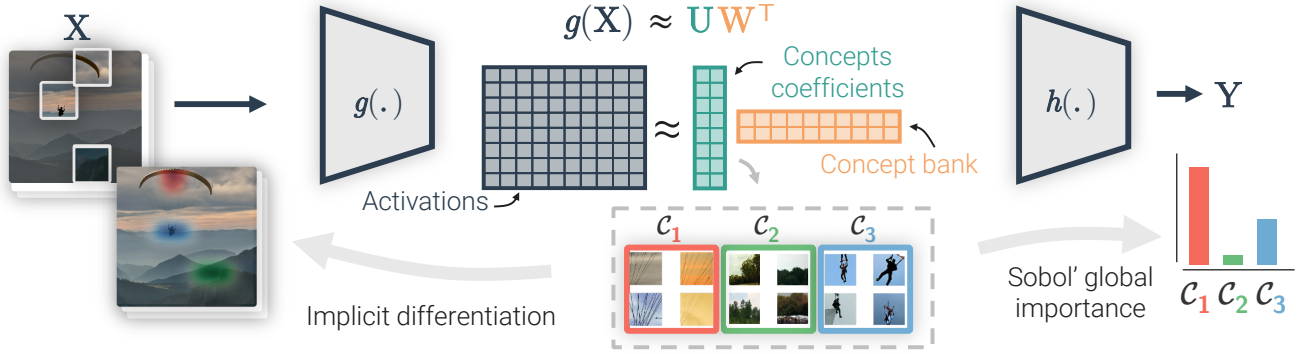 X
g(X) ≈ UW⊤
g(.)
Activations
≈
Concepts
coefficients
Concept bank
h(.)
Y
C1 C2 C3
Implicit differentiation
Sobol’ global
importance
C1 C2 C3